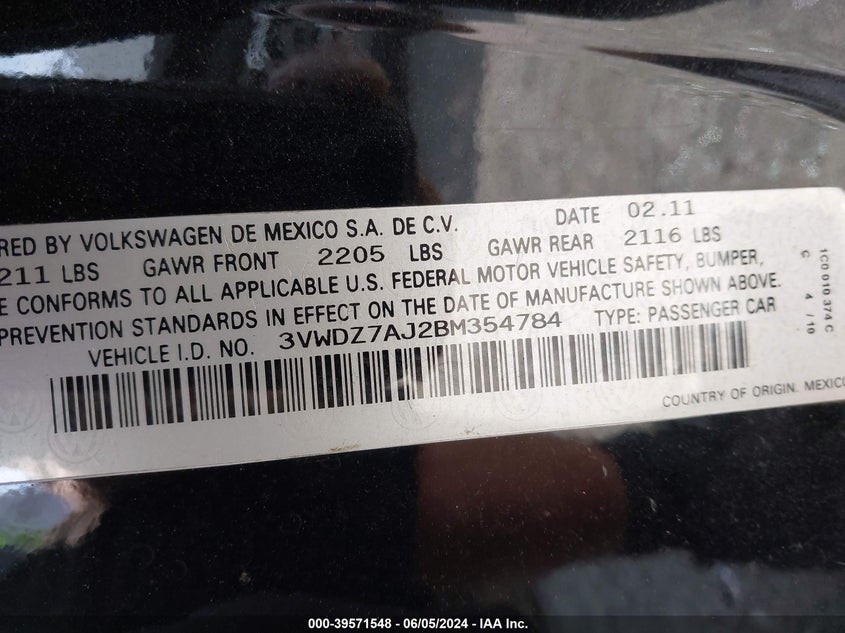 RED BY VOLKSWAGEN DE MEXICO S.A. DE C.V. DATE 02.11
211 LBS GAWR FRONT 2205 LBS GAWR REAR 2116 LBS
E CONFORMS TO ALL APPLICABLE U.S. FEDERAL MOTOR VEHICLE SAFETY, BUMPER,
PREVENTION STANDARDS IN EFFECT ON THE DATE OF MANUFACTURE SHOWN ABOVE.
VEHICLE I.D. NO. 3VWDZ7AJ2BM354784 TYPE: PASSENGER CAR
COUNTRY OF ORIGIN. MEXICO
1C0 010 374 C
C 4 / 10
000-39571548 - 06/05/2024 - IAA Inc.